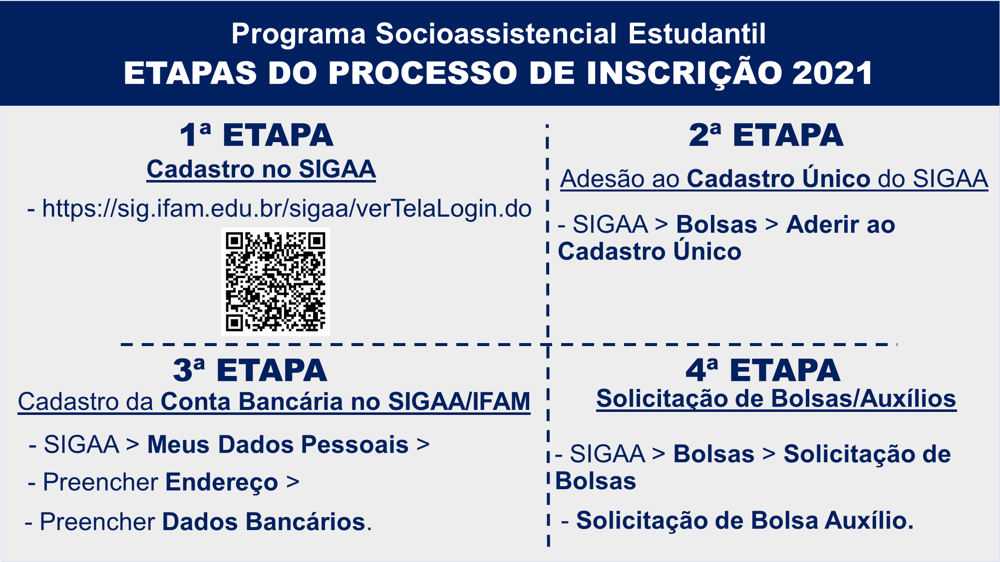 Programa Socioassistencial Estudantil
ETAPAS DO PROCESSO DE INSCRIÇÃO 2021
1ª ETAPA
Cadastro no SIGAA
- https://sig.ifam.edu.br/sigaa/verTelaLogin.do
2ª ETAPA
Adesão ao Cadastro Único do SIGAA
- SIGAA > Bolsas > Aderir ao
Cadastro Único
3ª ETAPA
Cadastro da Conta Bancária no SIGAA/IFAM
- SIGAA > Meus Dados Pessoais >
- Preencher Endereço >
- Preencher Dados Bancários.
4ª ETAPA
Solicitação de Bolsas/Auxílios
- SIGAA > Bolsas > Solicitação de
Bolsas
- Solicitação de Bolsa Auxílio.